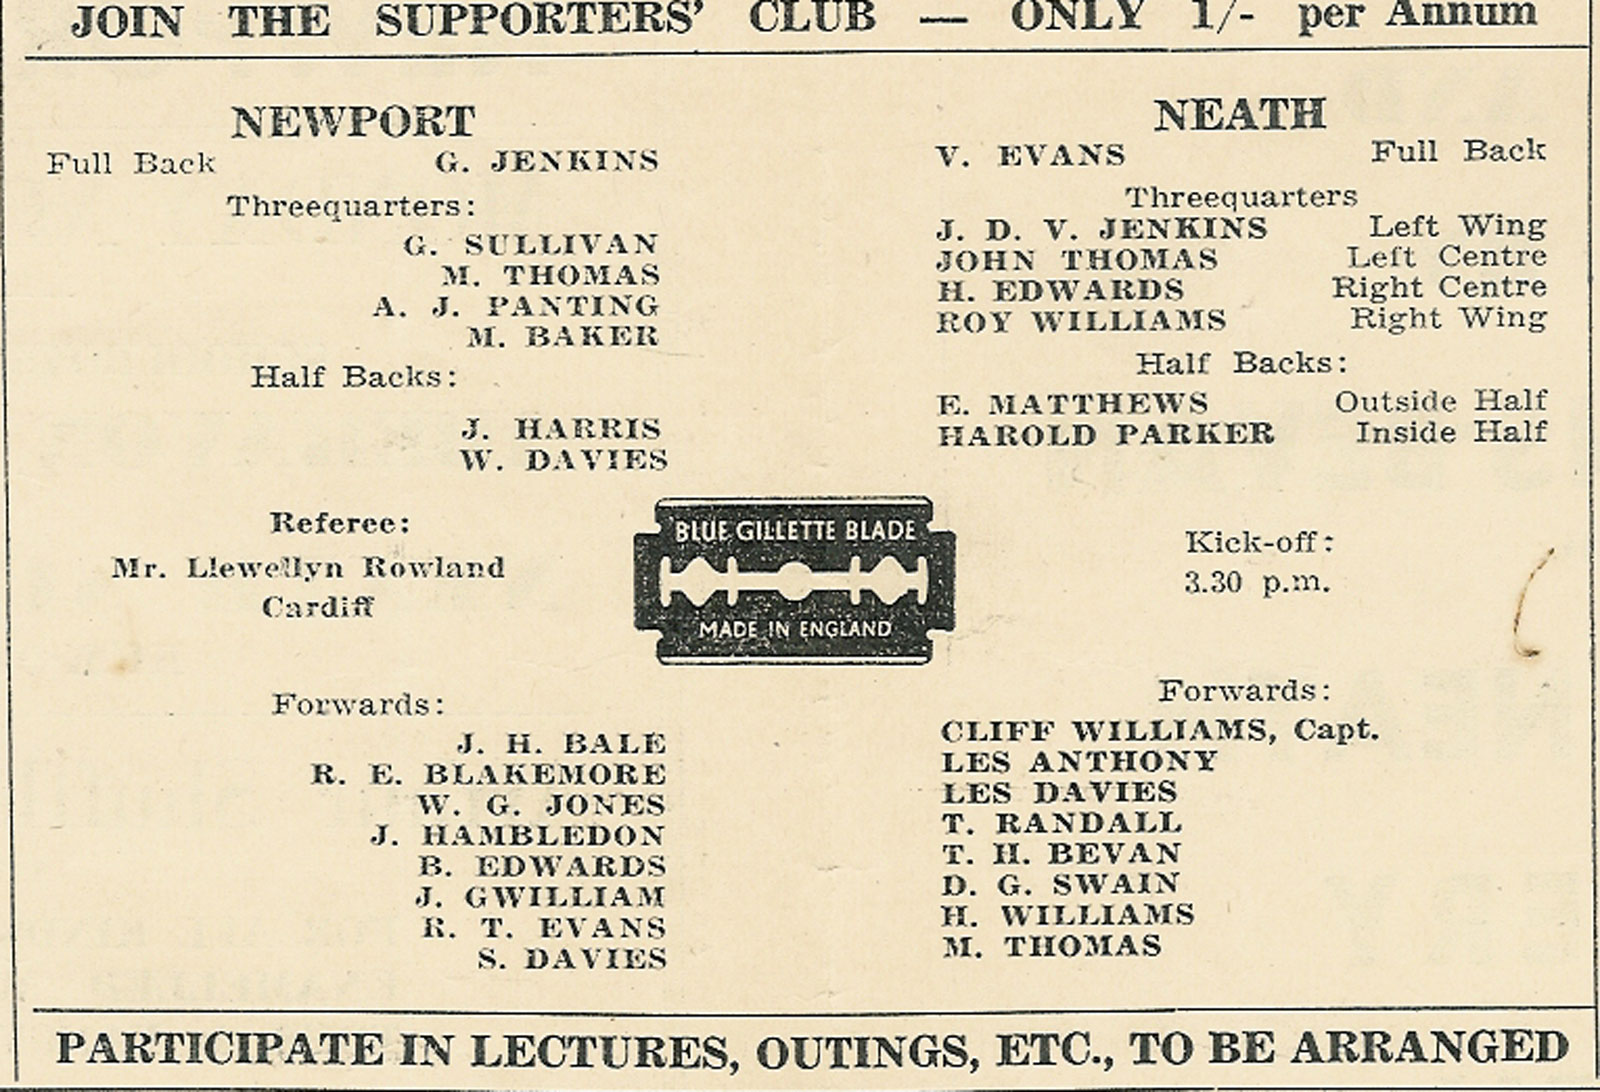 JOIN THE SUPPORTERS' CLUB — ONLY 1/- per Annum
NEWPORT
Full Back G. JENKINS
Threequarters:
G. SULLIVAN
M. THOMAS
A. J. PANTING
M. BAKER
Half Backs:
J. HARRIS
W. DAVIES
Referee:
Mr. Llewellyn Rowland
Cardiff
Forwards:
J. H. BALE
R. E. BLAKEMORE
W. G. JONES
J. HAMBLEDON
B. EDWARDS
J. GWILLIAM
R. T. EVANS
S. DAVIES
BLUE GILLETTE BLADE
MADE IN ENGLAND
NEATH
V. EVANS Full Back
Threequarters
J. D. V. JENKINS Left Wing
JOHN THOMAS Left Centre
H. EDWARDS Right Centre
ROY WILLIAMS Right Wing
Half Backs:
E. MATTHEWS Outside Half
HAROLD PARKER Inside Half
Kick-off:
3.30 p.m.
Forwards:
CLIFF WILLIAMS, Capt.
LES ANTHONY
LES DAVIES
T. RANDALL
T. H. BEVAN
D. G. SWAIN
H. WILLIAMS
M. THOMAS
PARTICIPATE IN LECTURES, OUTINGS, ETC., TO BE ARRANGED